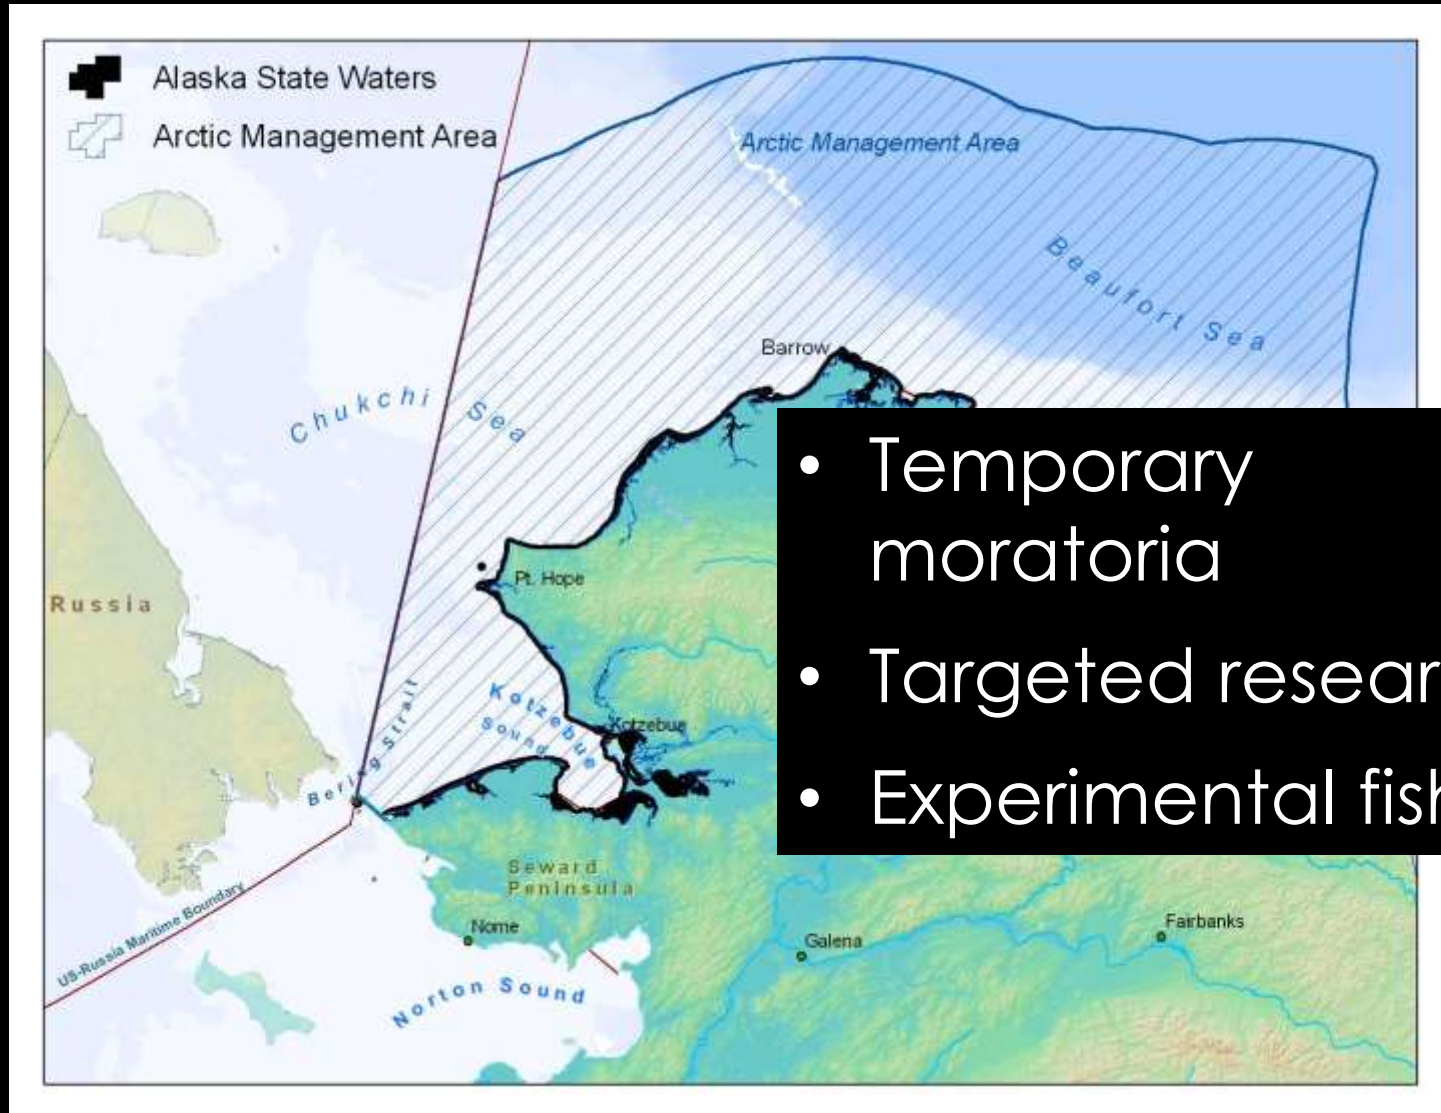 Alaska State Waters
Arctic Management Area
Arctic Management Area
Beaufort Sea
Barrow
Chukchi Sea
• Temporary
moratoria
Pt. Hope
Russia
• Targeted resear
Kotzebue
Sound
Kotzebue
Bering Strait
• Experimental fish
Seward
Peninsula
US-Russia Maritime Boundary
Nome
Galena
Fairbanks
Norton Sound